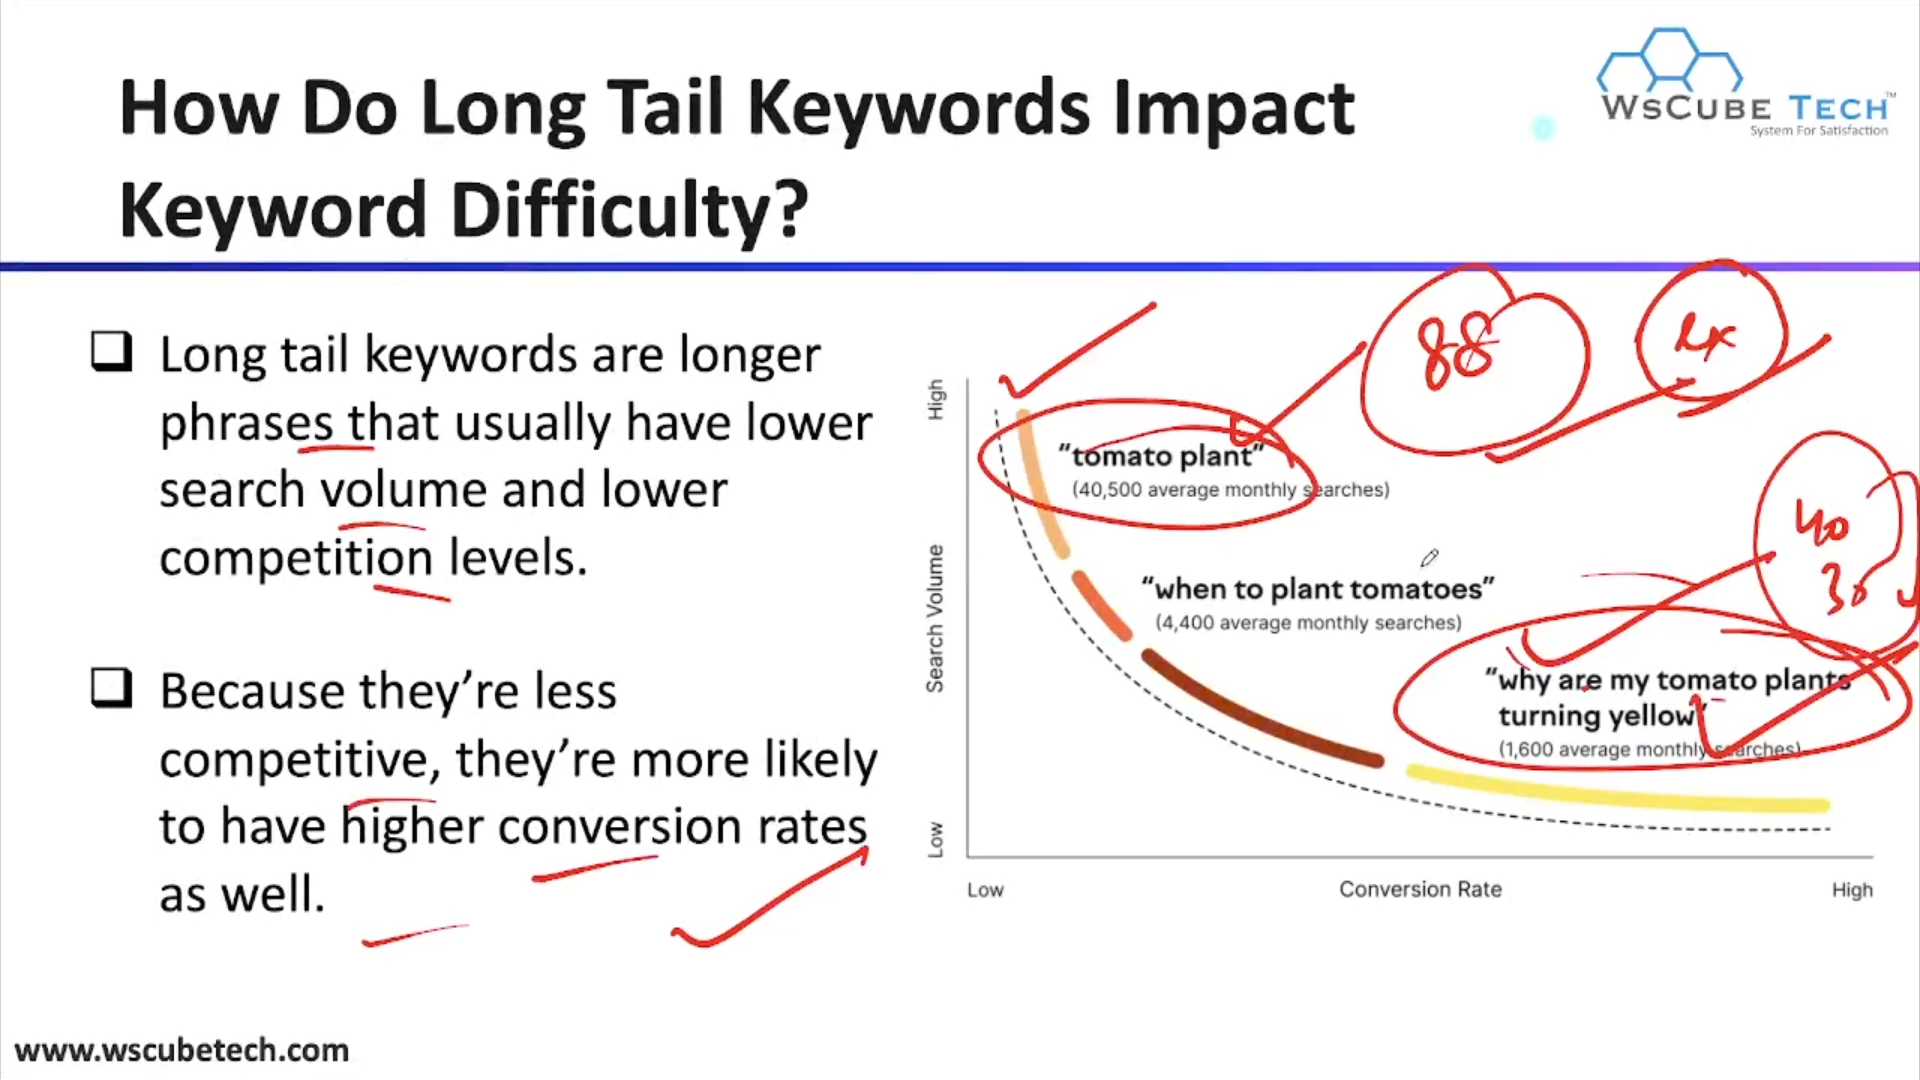 How Do Long Tail Keywords Impact
Keyword Difficulty?
WsCube Tech™
System For Satisfaction
Long tail keywords are longer
phrases that usually have lower
search volume and lower
competition levels.
Because they’re less
competitive, they’re more likely
to have higher conversion rates
as well.
88
High
“tomato plant”
(40,500 average monthly searches)
40
30
Search Volume
“when to plant tomatoes”
(4,400 average monthly searches)
“why are my tomato plants
turning yellow”
(1,600 average monthly searches)
Low
Low
Conversion Rate
High
www.wscubetech.com